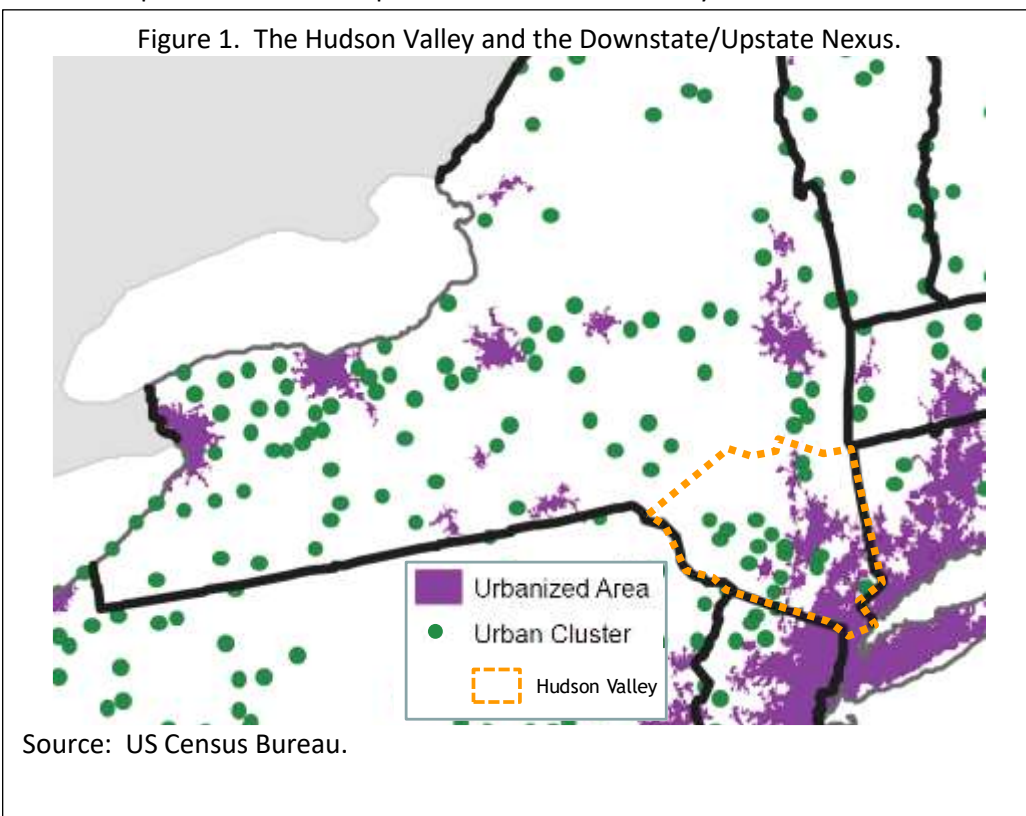 Figure 1. The Hudson Valley and the Downstate/Upstate Nexus.
Urbanized Area
Urban Cluster
Hudson Valley
Source: US Census Bureau.